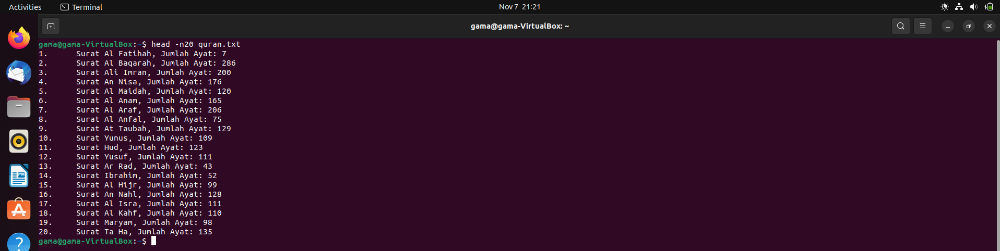 Activities Terminal Nov 7 21:21
gama@gama-VirtualBox: ~
gama@gama-VirtualBox:~$ head -n20 quran.txt
1. Surat Al Fatihah, Jumlah Ayat: 7
2. Surat Al Baqarah, Jumlah Ayat: 286
3. Surat Ali Imran, Jumlah Ayat: 200
4. Surat An Nisa, Jumlah Ayat: 176
5. Surat Al Maidah, Jumlah Ayat: 120
6. Surat Al Anam, Jumlah Ayat: 165
7. Surat Al Araf, Jumlah Ayat: 206
8. Surat Al Anfal, Jumlah Ayat: 75
9. Surat At Taubah, Jumlah Ayat: 129
10. Surat Yunus, Jumlah Ayat: 109
11. Surat Hud, Jumlah Ayat: 123
12. Surat Yusuf, Jumlah Ayat: 111
13. Surat Ar Rad, Jumlah Ayat: 43
14. Surat Ibrahim, Jumlah Ayat: 52
15. Surat Al Hijr, Jumlah Ayat: 99
16. Surat An Nahl, Jumlah Ayat: 128
17. Surat Al Isra, Jumlah Ayat: 111
18. Surat Al Kahf, Jumlah Ayat: 110
19. Surat Maryam, Jumlah Ayat: 98
20. Surat Ta Ha, Jumlah Ayat: 135
gama@gama-VirtualBox:~$